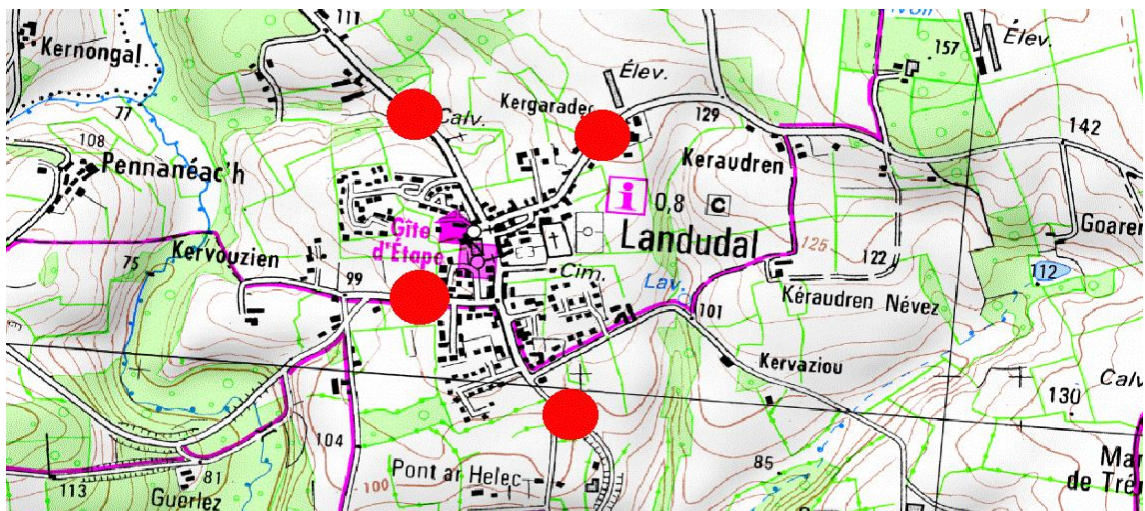 111
Kernongal
77
108
Pennanéac'h
Calv.
Kergaradec
Élev.
129
157
Élev.
142
Keraudren
i 0,8 C
Landudal
125
Gîte
d'Étape
Kervouzien
75
99
Cim.
Lav.
101
122
Kéraudren Névez
Goarem
112
Kervaziou
130
Calv
104
100
Pont ar Helec
85
Mar
de Tré
81
113
Guerlez